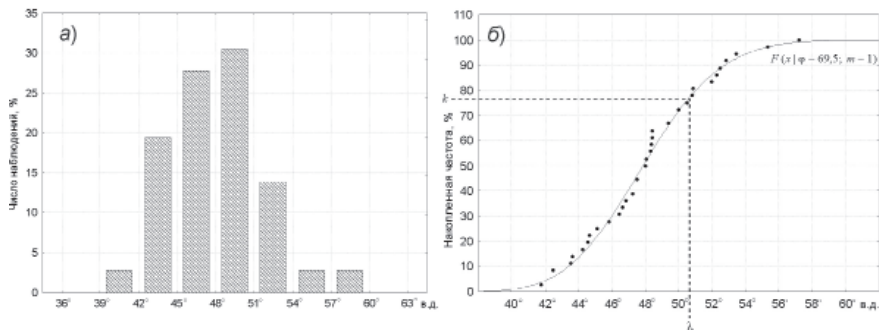 а)
Число наблюдений, %
35
30
25
20
15
10
5
0
36° 39° 42° 45° 48° 51° 54° 57° 60° 63° в.д.
б)
Накопленная частота, %
110
100
90
80
70
60
50
40
30
20
10
0
F(x | φ – 69,5; m – 1)
40° 42° 44° 46° 48° 50° 52° 54° 56° 58° 60° в.д.
λ